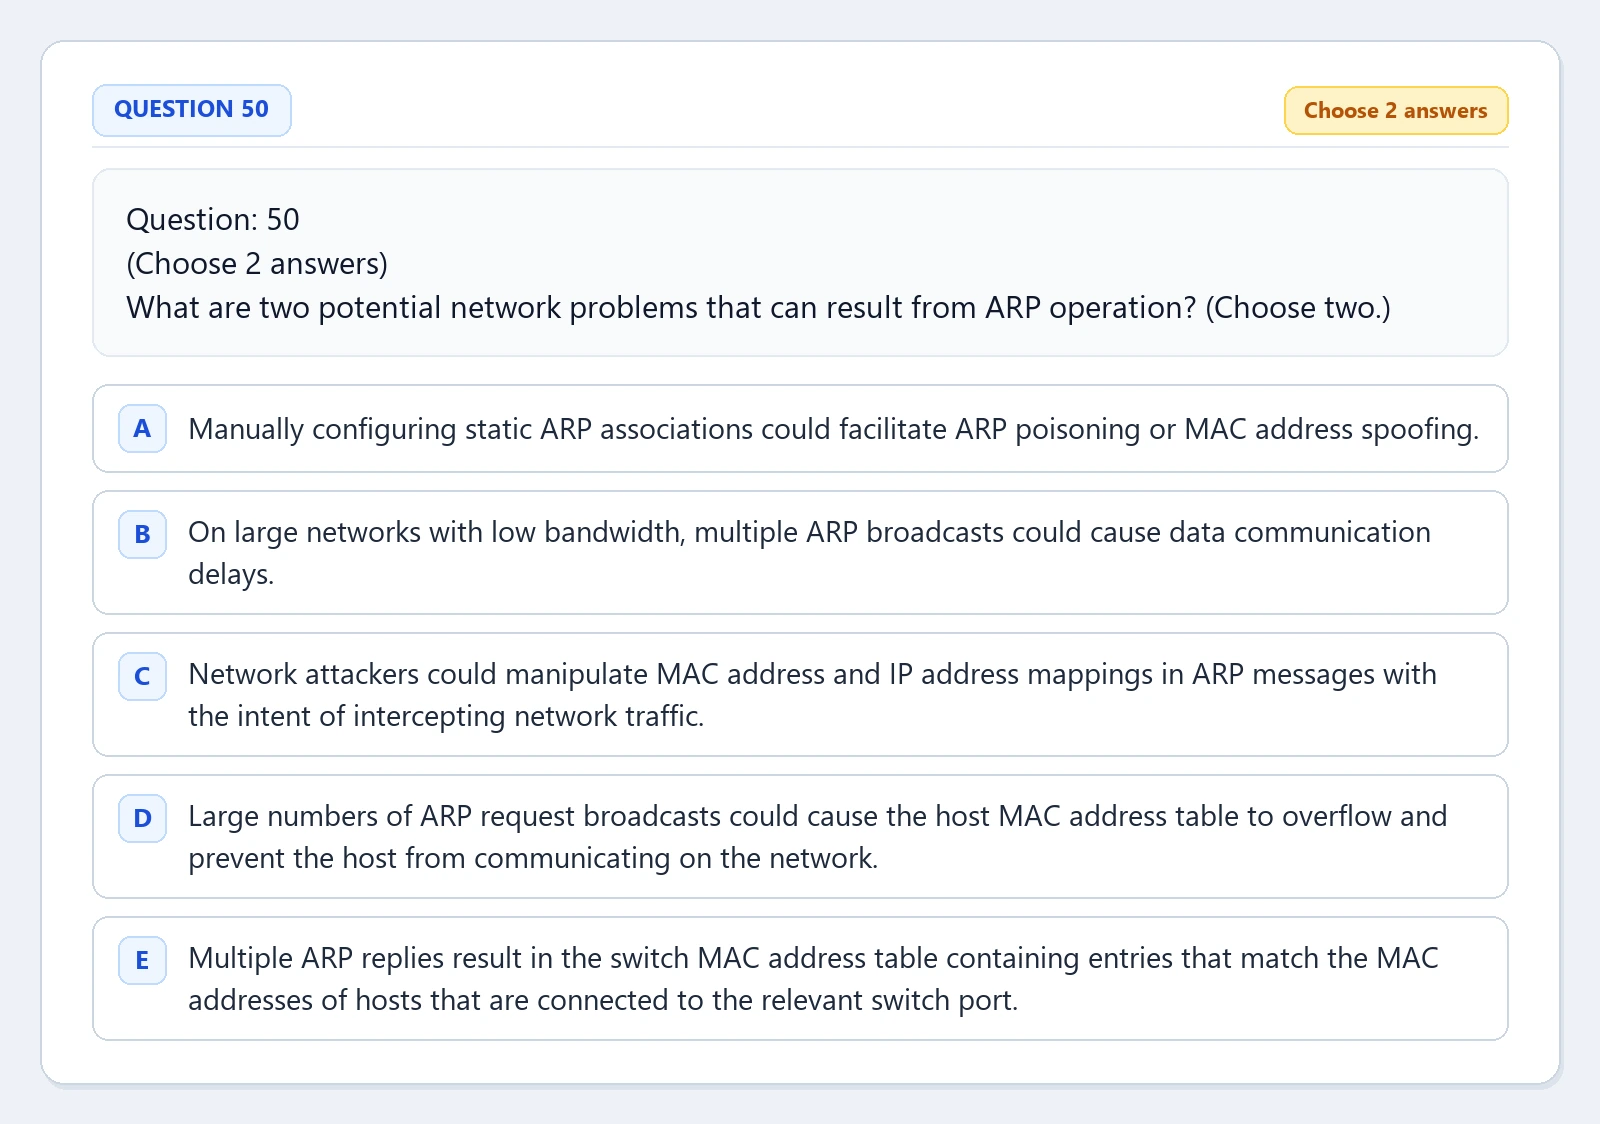 QUESTION 50
Choose 2 answers
Question: 50
(Choose 2 answers)
What are two potential network problems that can result from ARP operation? (Choose two.)
A Manually configuring static ARP associations could facilitate ARP poisoning or MAC address spoofing.
B On large networks with low bandwidth, multiple ARP broadcasts could cause data communication
delays.
C Network attackers could manipulate MAC address and IP address mappings in ARP messages with
the intent of intercepting network traffic.
D Large numbers of ARP request broadcasts could cause the host MAC address table to overflow and
prevent the host from communicating on the network.
E Multiple ARP replies result in the switch MAC address table containing entries that match the MAC
addresses of hosts that are connected to the relevant switch port.